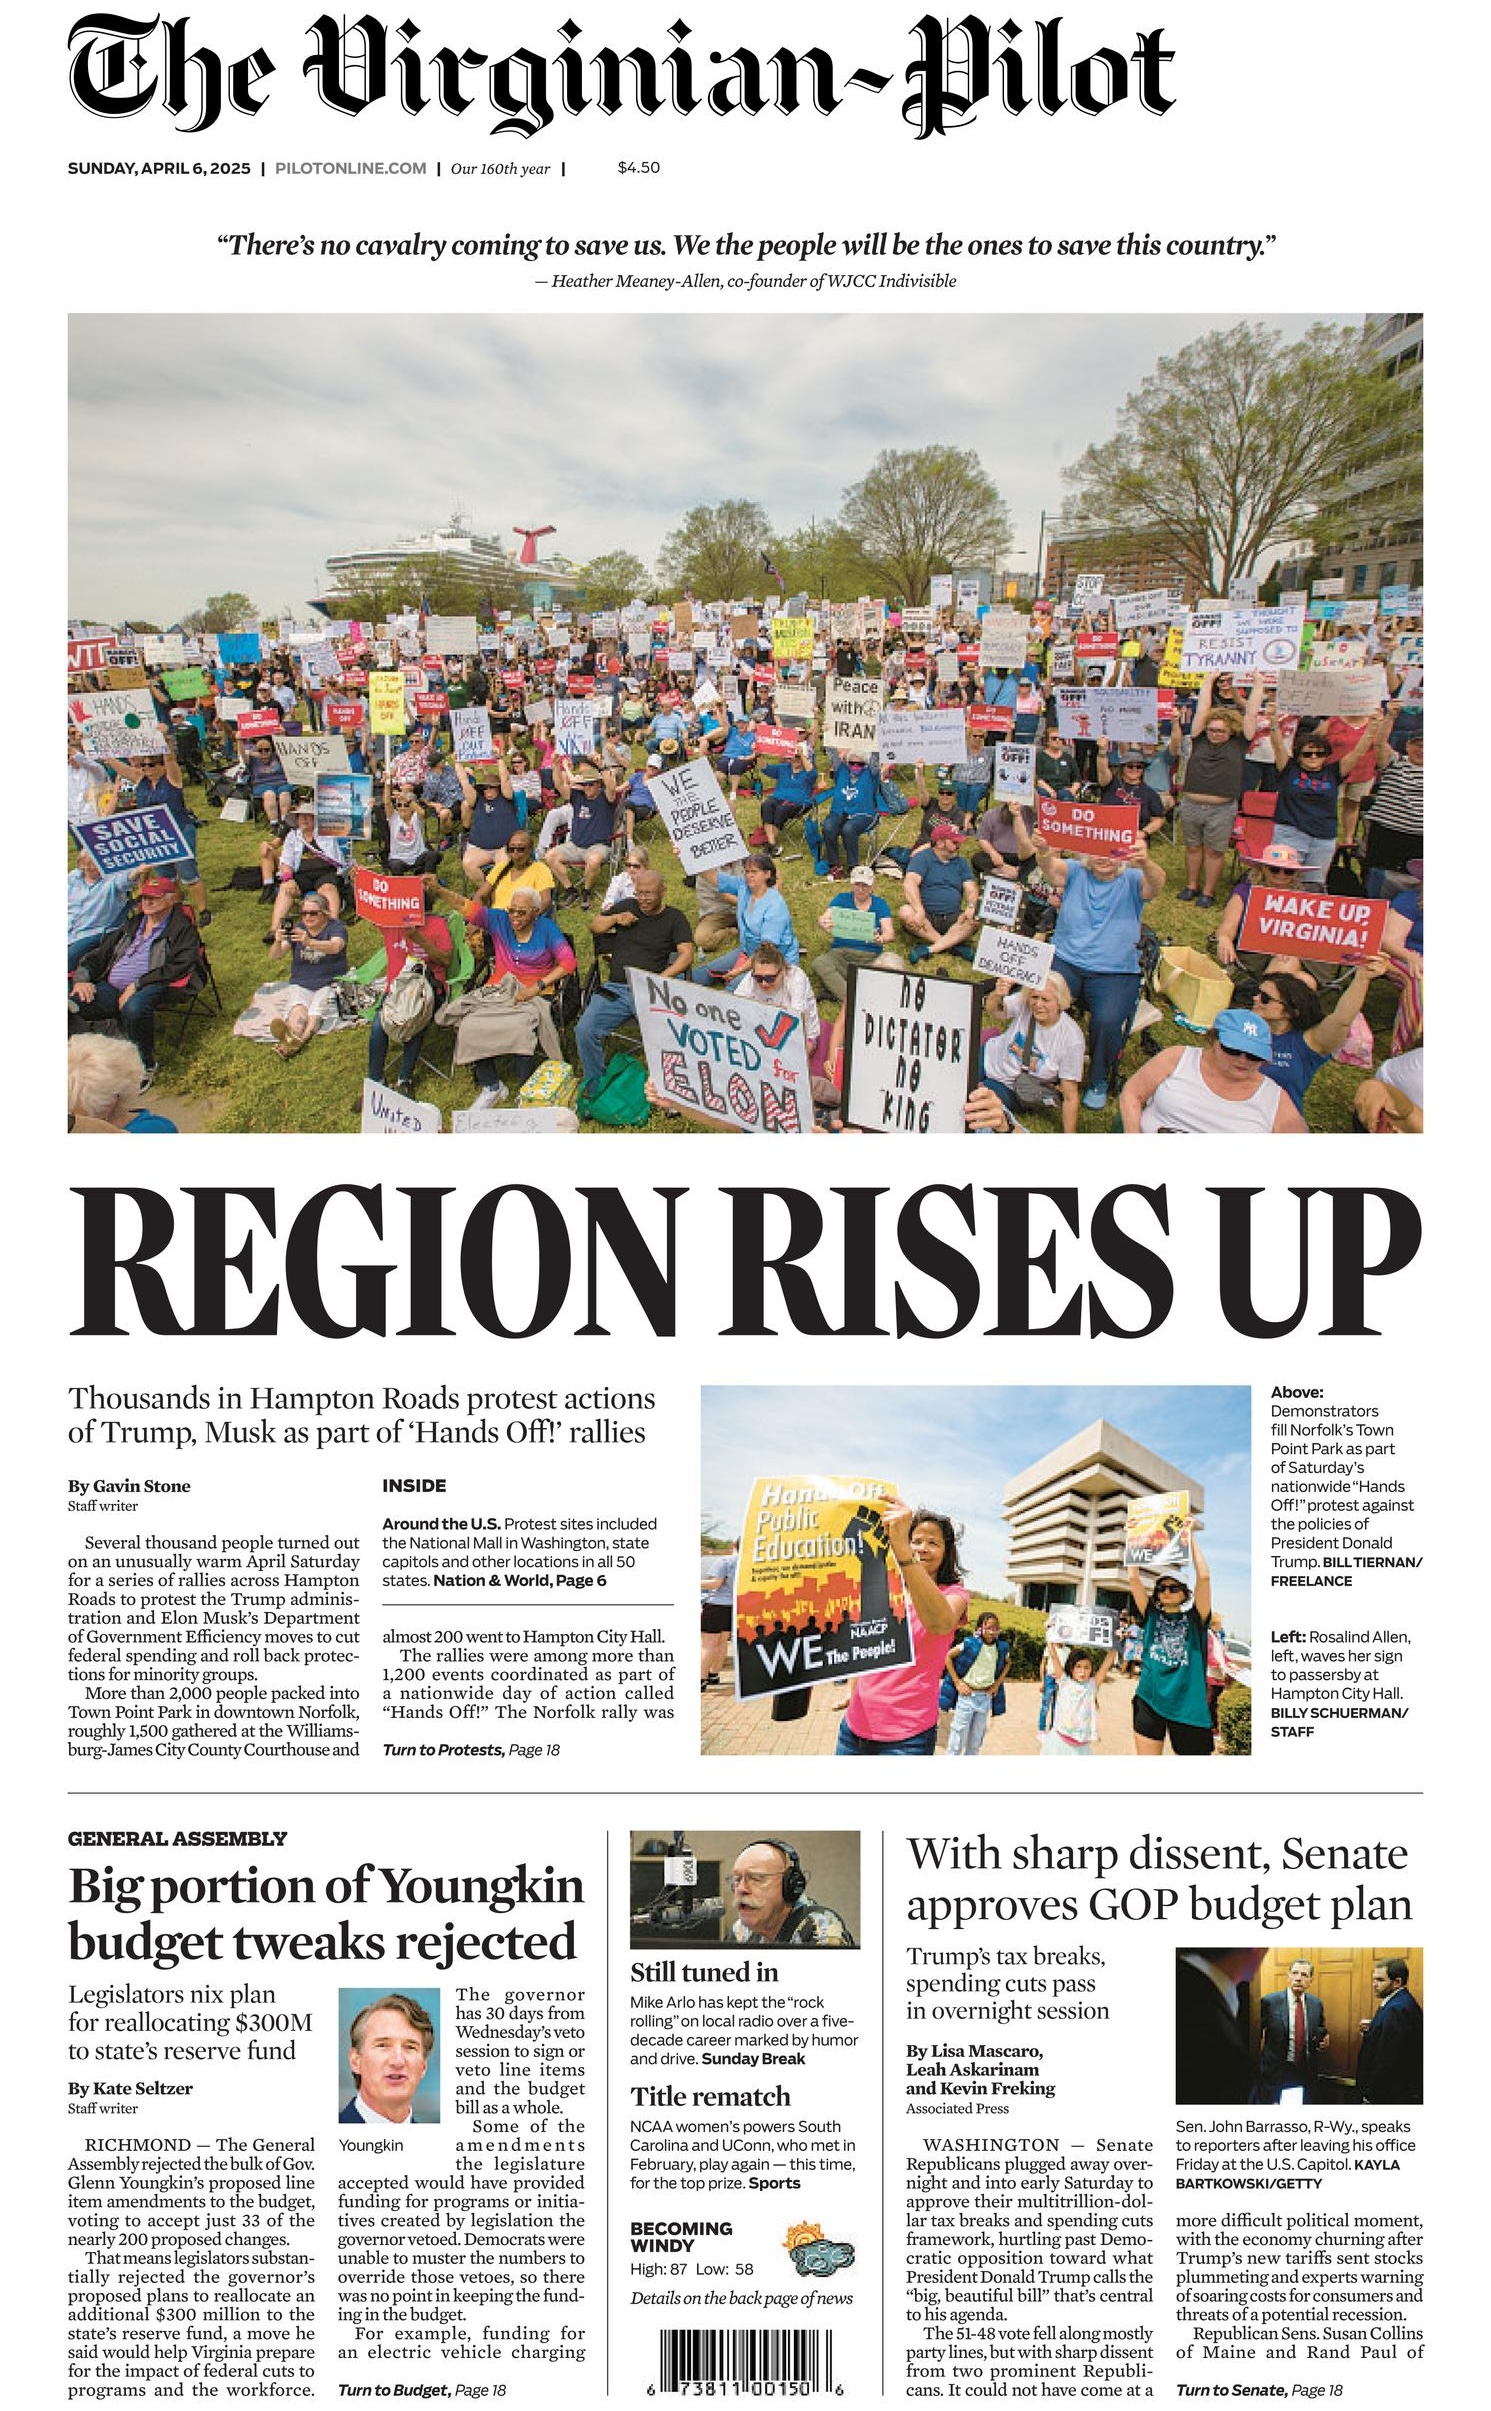 The Virginian-Pilot
SUNDAY, APRIL 6, 2025 | PILOTONLINE.COM | Our 160th year | $4.50
“There’s no cavalry coming to save us. We the people will be the ones to save this country.”
— Heather Meaney-Allen, co-founder of WJCC Indivisible
STOP
I THOUGHT
WE WERE
SUPPOSED TO
RESIST
TYRANNY
HANDS
OFF
Peace
with
IRAN
HANDS
OFF
SAVE
SOCIAL
SECURITY
WE
THE
PEOPLE
DESERVE
BETTER
DO
SOMETHING
DO
SOMETHING
WAKE UP,
VIRGINIA!
HANDS
OFF
DEMOCRACY
No one
VOTED
for
ELON
no
DICTATOR
no
KING
UNITED
REGION RISES UP
Thousands in Hampton Roads protest actions
of Trump, Musk as part of ‘Hands Off!’ rallies
By Gavin Stone
Staff writer
Several thousand people turned out
on an unusually warm April Saturday
for a series of rallies across Hampton
Roads to protest the Trump adminis-
tration and Elon Musk’s Department
of Government Efficiency moves to cut
federal spending and roll back protec-
tions for minority groups.
More than 2,000 people packed into
Town Point Park in downtown Norfolk,
roughly 1,500 gathered at the Williams-
burg-James City County Courthouse and
INSIDE
Around the U.S. Protest sites included
the National Mall in Washington, state
capitols and other locations in all 50
states. Nation & World, Page 6
almost 200 went to Hampton City Hall.
The rallies were among more than
1,200 events coordinated as part of
a nationwide day of action called
“Hands Off!” The Norfolk rally was
Turn to Protests, Page 18
Hands Off
Public
Education!
NAACP
WE The People!
WE
Above:
Demonstrators
fill Norfolk’s Town
Point Park as part
of Saturday’s
nationwide “Hands
Off!” protest against
the policies of
President Donald
Trump. BILL TIERNAN/
FREELANCE
Left: Rosalind Allen,
left, waves her sign
to passersby at
Hampton City Hall.
BILLY SCHUERMAN/
STAFF
GENERAL ASSEMBLY
Big portion of Youngkin
budget tweaks rejected
Legislators nix plan
for reallocating $300M
to state’s reserve fund
By Kate Seltzer
Staff writer
RICHMOND — The General
Assembly rejected the bulk of Gov.
Glenn Youngkin’s proposed line
item amendments to the budget,
voting to accept just 33 of the
nearly 200 proposed changes.
That means legislators substan-
tially rejected the governor’s
proposed plans to reallocate an
additional $300 million to the
state’s reserve fund, a move he
said would help Virginia prepare
for the impact of federal cuts to
programs and the workforce.
Youngkin
The governor
has 30 days from
Wednesday’s veto
session to sign or
veto line items
and the budget
bill as a whole.
Some of the
amendments
the legislature
accepted would have provided
funding for programs or initia-
tives created by legislation the
governor vetoed. Democrats were
unable to muster the numbers to
override those vetoes, so there
was no point in keeping the fund-
ing in the budget.
For example, funding for
an electric vehicle charging
Turn to Budget, Page 18
Still tuned in
Mike Arlo has kept the “rock
rolling” on local radio over a five-
decade career marked by humor
and drive. Sunday Break
Title rematch
NCAA women’s powers South
Carolina and UConn, who met in
February, play again — this time,
for the top prize. Sports
BECOMING
WINDY
High: 87 Low: 58
Details on the back page of news
6 73811 00150 6
With sharp dissent, Senate
approves GOP budget plan
Trump’s tax breaks,
spending cuts pass
in overnight session
By Lisa Mascaro,
Leah Askarinam
and Kevin Freking
Associated Press
WASHINGTON — Senate
Republicans plugged away over-
night and into early Saturday to
approve their multitrillion-dol-
lar tax breaks and spending cuts
framework, hurtling past Demo-
cratic opposition toward what
President Donald Trump calls the
“big, beautiful bill” that’s central
to his agenda.
The 51-48 vote fell along mostly
party lines, but with sharp dissent
from two prominent Republi-
cans. It could not have come at a
Sen. John Barrasso, R-Wy., speaks
to reporters after leaving his office
Friday at the U.S. Capitol. KAYLA
BARTKOWSKI/GETTY
more difficult political moment,
with the economy churning after
Trump’s new tariffs sent stocks
plummeting and experts warning
of soaring costs for consumers and
threats of a potential recession.
Republican Sens. Susan Collins
of Maine and Rand Paul of
Turn to Senate, Page 18